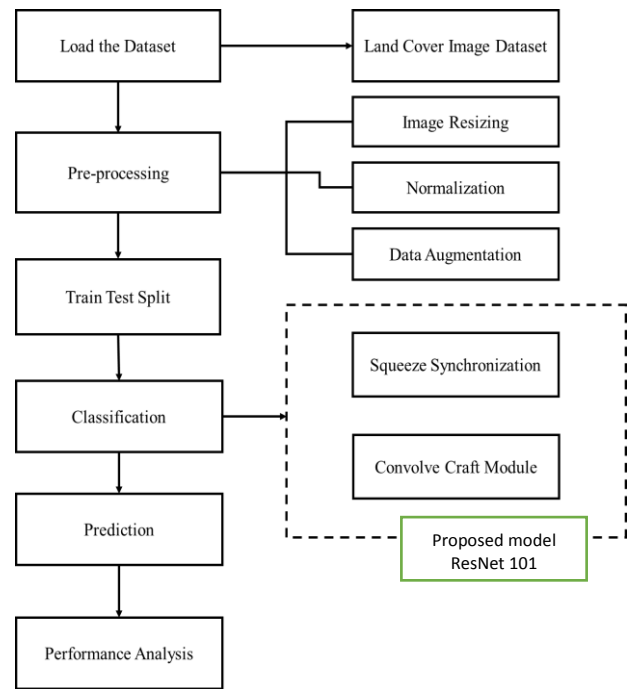 Load the Dataset
Land Cover Image Dataset
Image Resizing
Pre-processing
Normalization
Data Augmentation
Train Test Split
Squeeze Synchronization
Classification
Convolve Craft Module
Prediction
Proposed model
ResNet 101
Performance Analysis